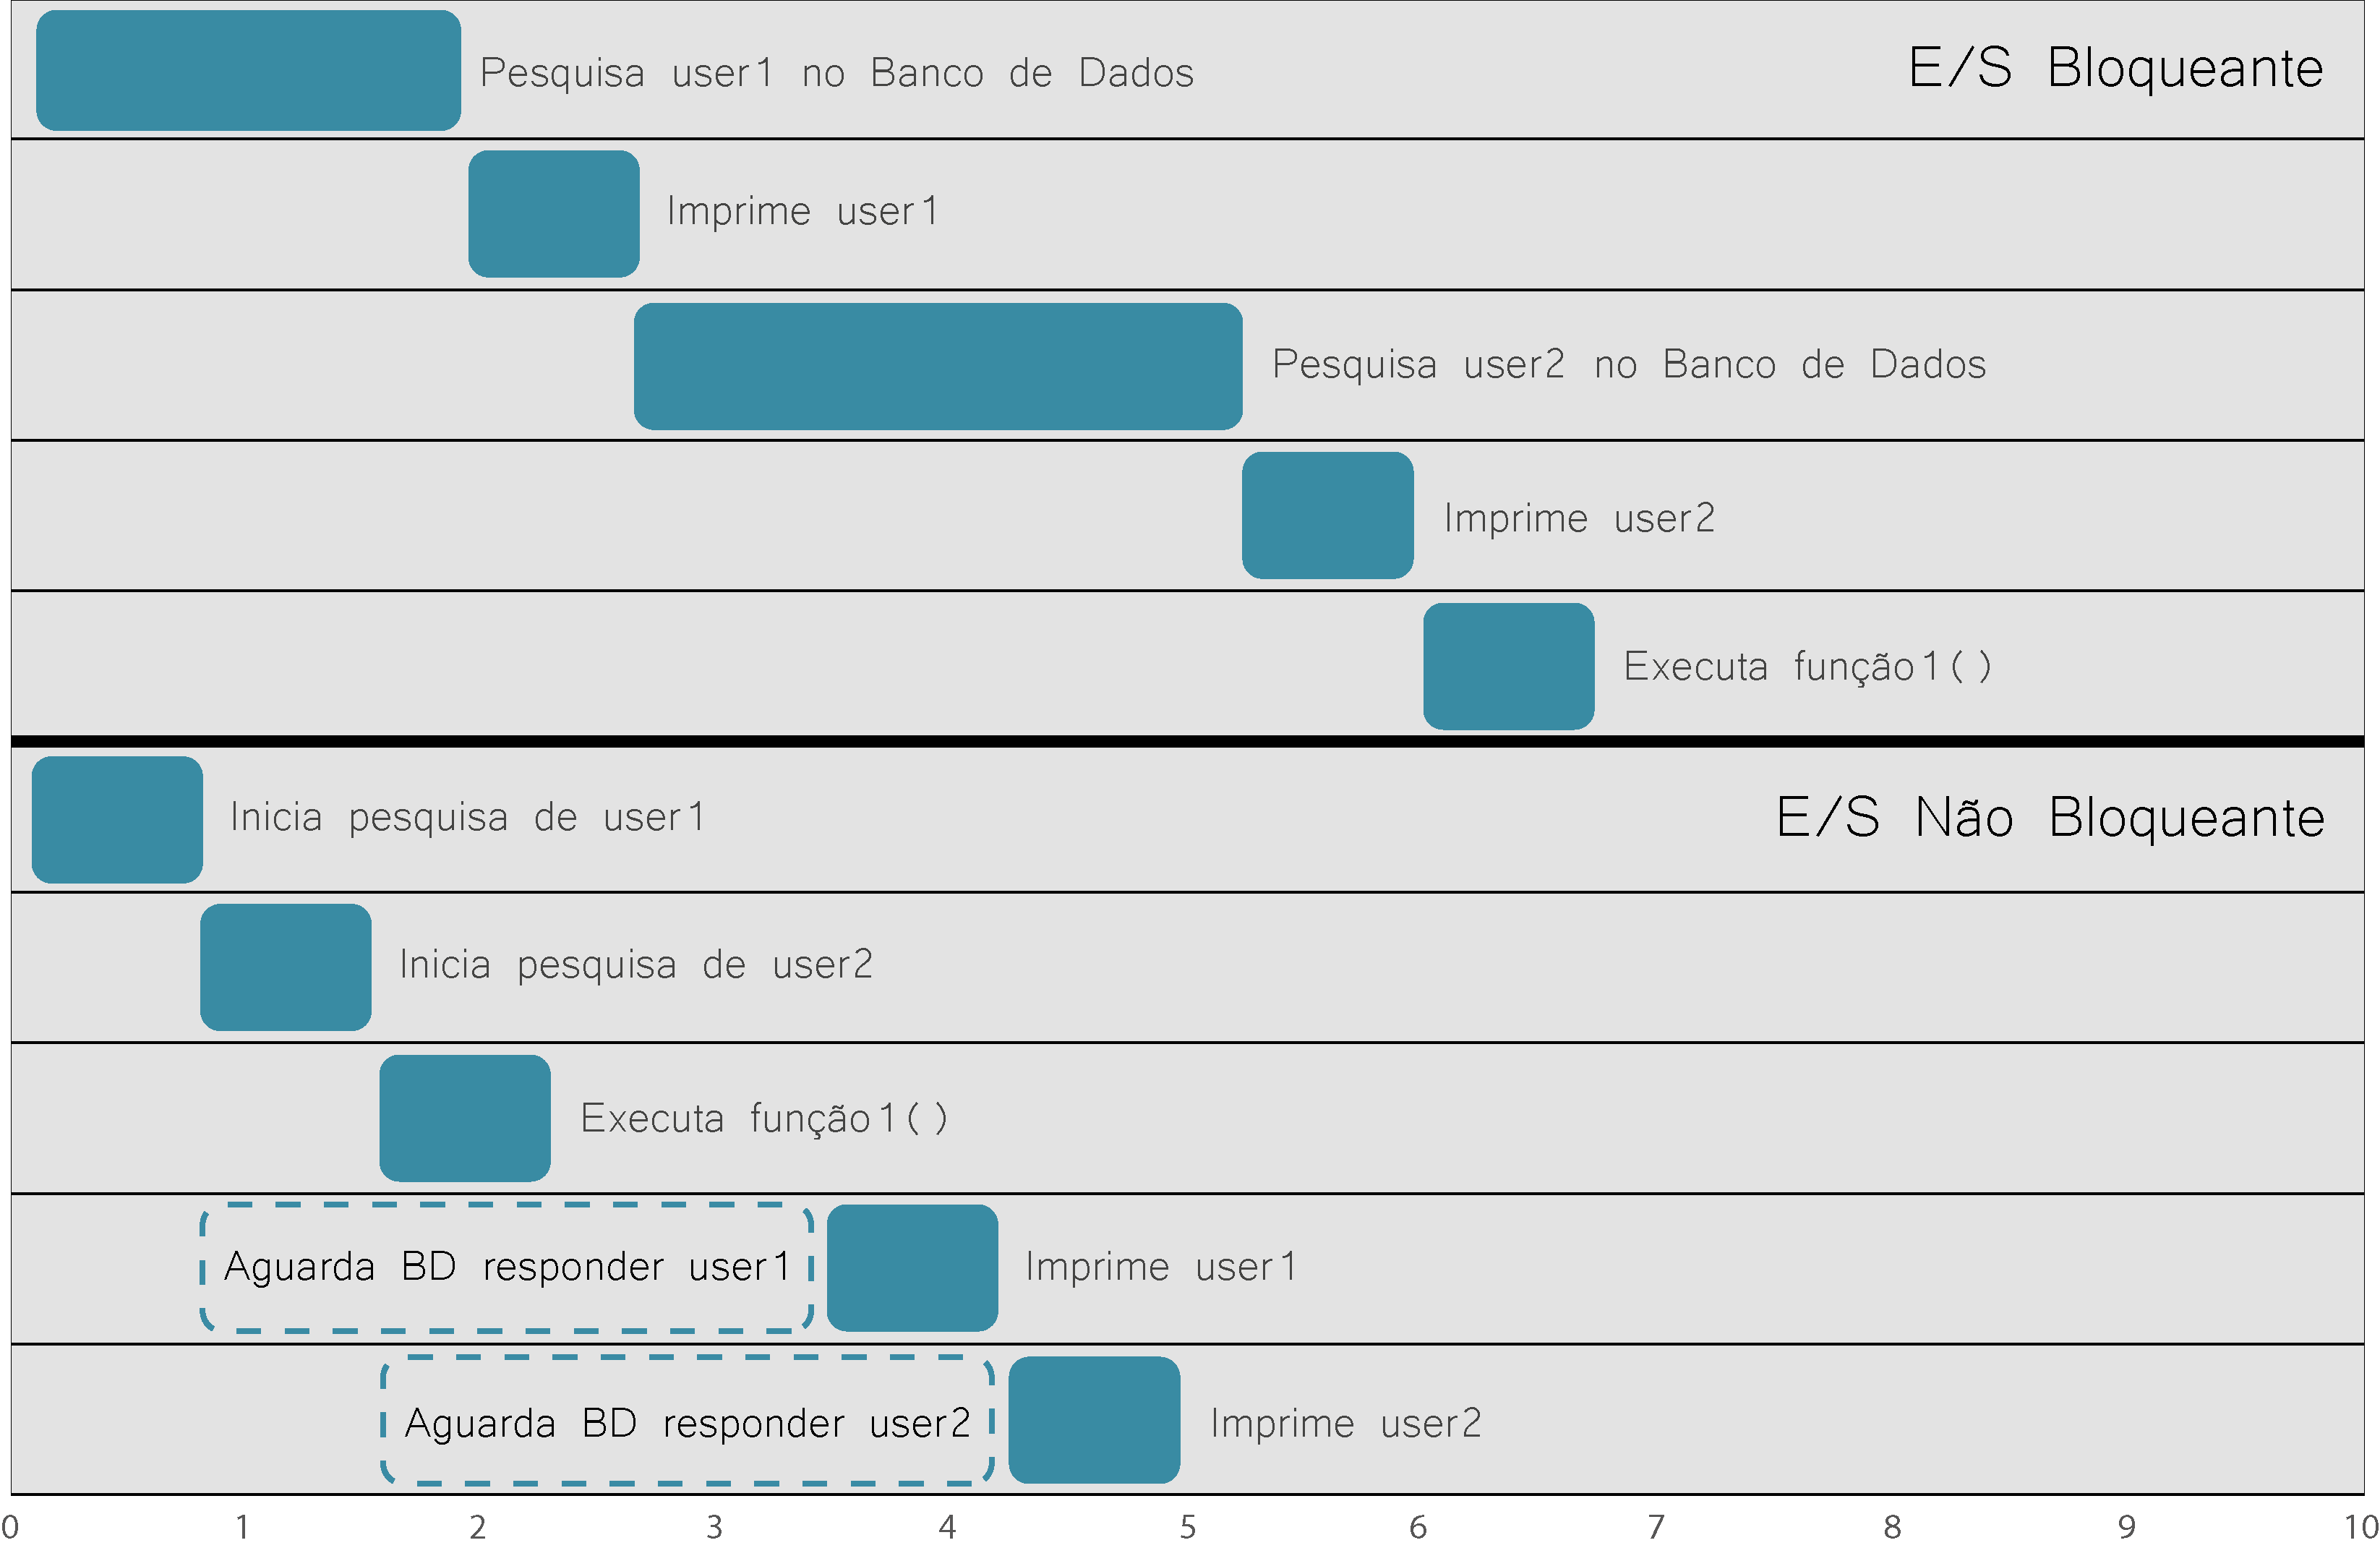 Pesquisa user1 no Banco de Dados
E/S Bloqueante
Imprime user1
Pesquisa user2 no Banco de Dados
Imprime user2
Executa função1()
Inicia pesquisa de user1
E/S Não Bloqueante
Inicia pesquisa de user2
Executa função1()
Aguarda BD responder user1
Imprime user1
Aguarda BD responder user2
Imprime user2
0 1 2 3 4 5 6 7 8 9 10